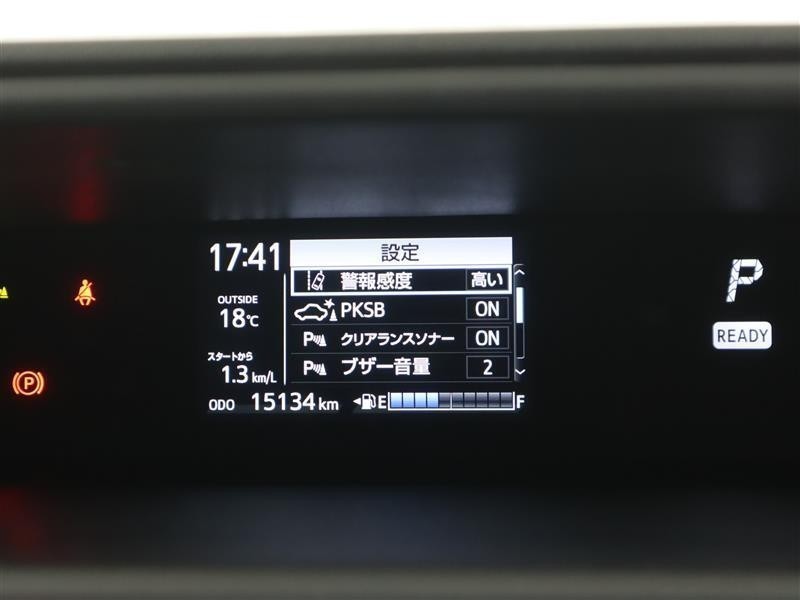 17:41
設定
警報感度 高い
OUTSIDE
18℃
PKSB ON
クリアランスソナー ON
スタートから
1.3 km/L
P ブザー音量 2
ODO 15134 km
E F
P
READY
(P)